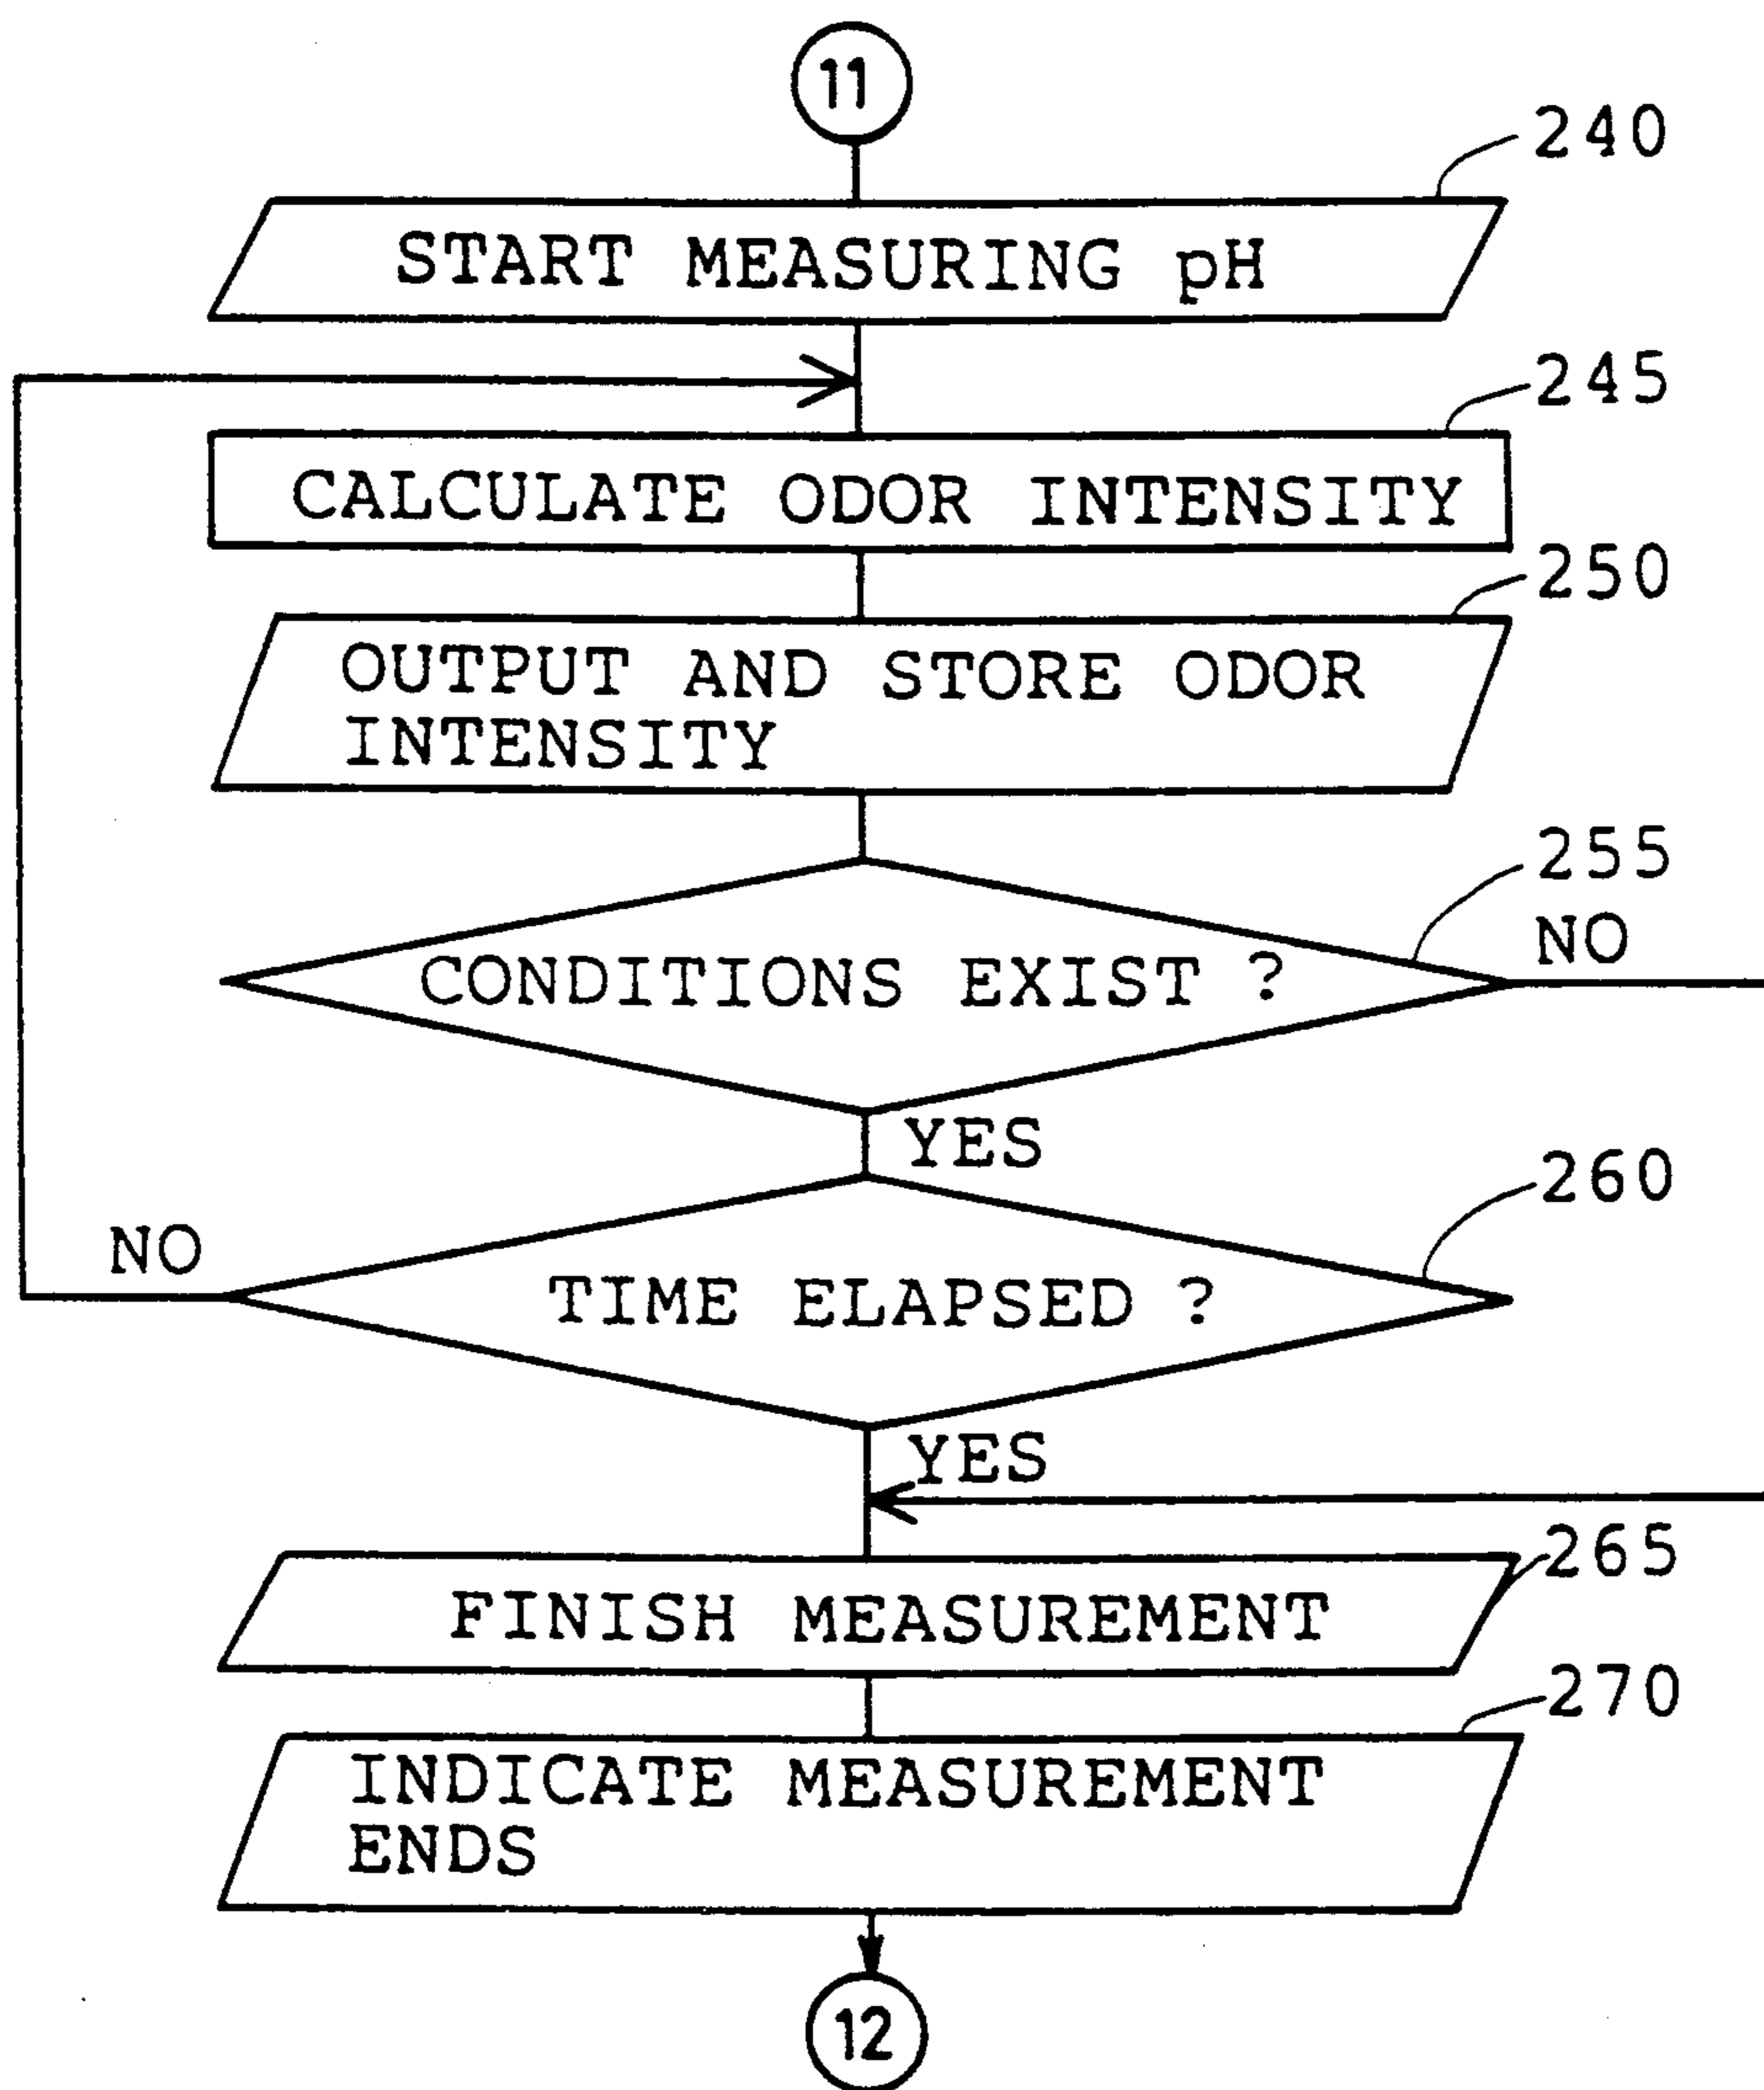 11
240
START MEASURING pH
245
CALCULATE ODOR INTENSITY
250
OUTPUT AND STORE ODOR
INTENSITY
255
NO
CONDITIONS EXIST ?
YES
260
NO
TIME ELAPSED ?
YES
265
FINISH MEASUREMENT
270
INDICATE MEASUREMENT
ENDS
12